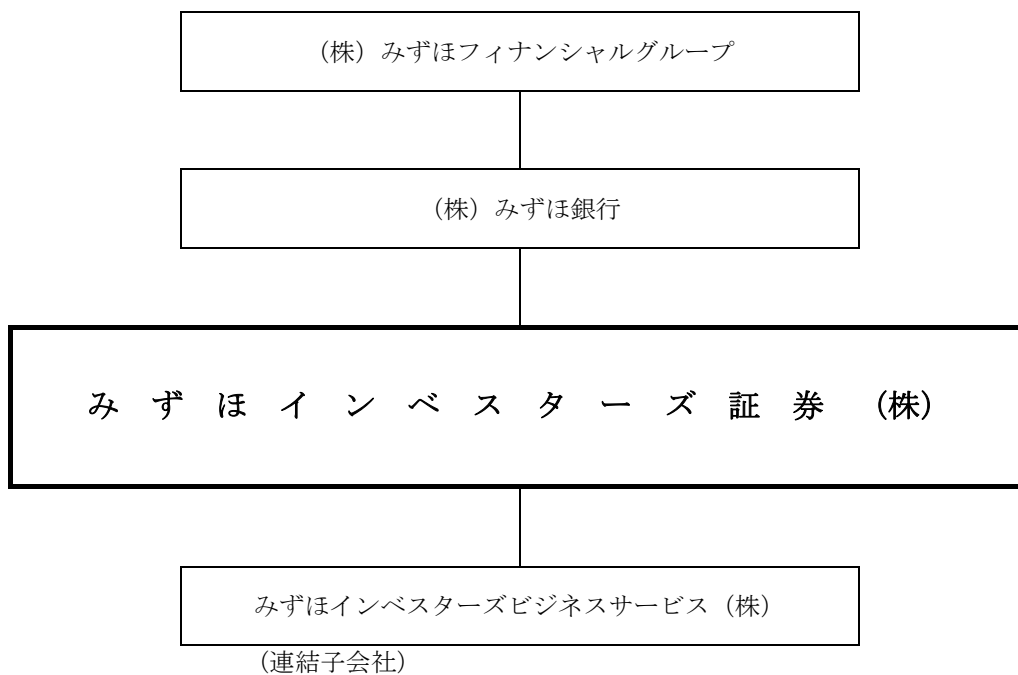 （株）みずほフィナンシャルグループ
（株）みずほ銀行
みずほインベスターズ証券　（株）
みずほインベスターズビジネスサービス（株）
（連結子会社）